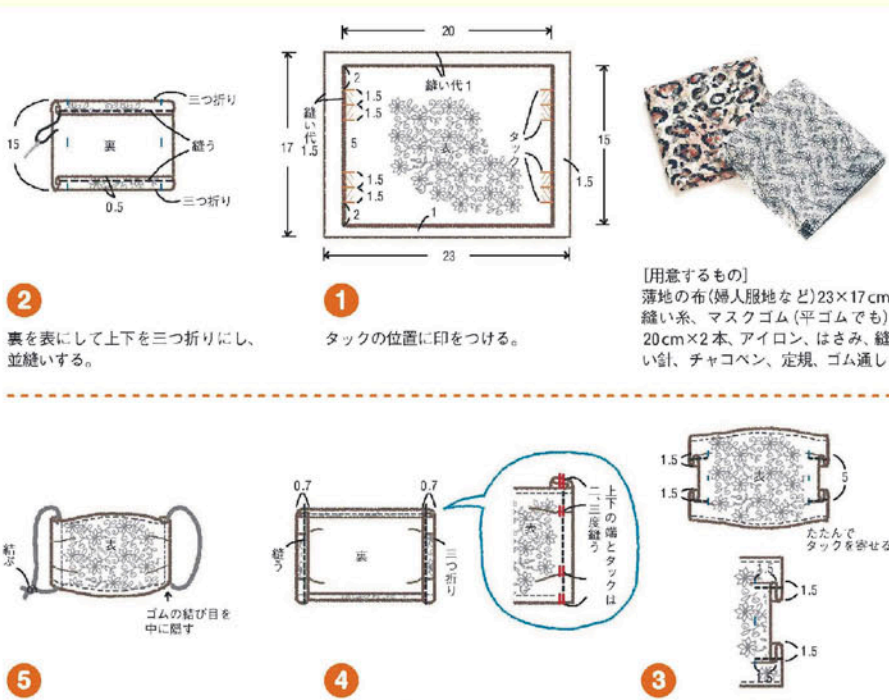 [用意するもの]
薄地の布(婦人服地など)23×17cm
縫い糸、マスクゴム(平ゴムでも)
20cm×2本、アイロン、はさみ、縫
い針、チャコペン、定規、ゴム通し
20
縫い代1
2
1.5
1.5
縫い代
1.5
17
5
表
タック
15
1.5
1.5
1.5
2
1
23
1
タックの位置に印をつける。
三つ折り
15
裏
縫う
0.5
三つ折り
2
裏を表にして上下を三つ折りにし、
並縫いする。
1.5
表
5
1.5
たたんで
タックを寄せる
1.5
1.5
1.5
1.5
3
0.7
0.7
縫う
裏
三つ折り
表
上下の端とタックは
二、三度縫う
4
結ぶ
表
ゴムの結び目を
中に隠す
5